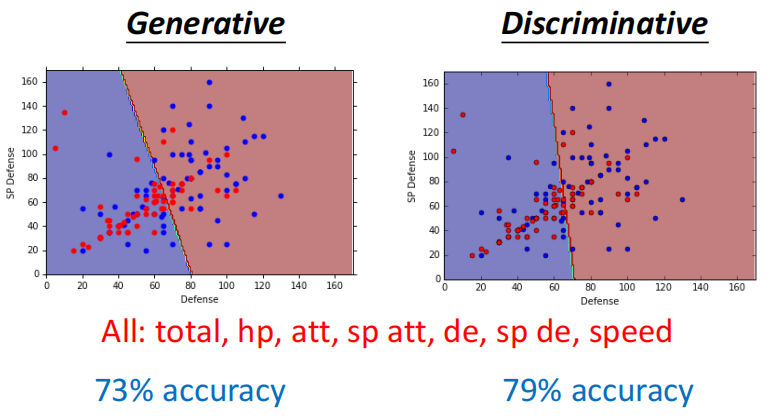 Generative
Discriminative
160
140
120
100
80
60
40
20
0
SP Defense
0 20 40 60 80 100 120 140 160
Defense
160
140
120
100
80
60
40
20
0
SP Defense
0 20 40 60 80 100 120 140 160
Defense
All: total, hp, att, sp att, de, sp de, speed
73% accuracy
79% accuracy